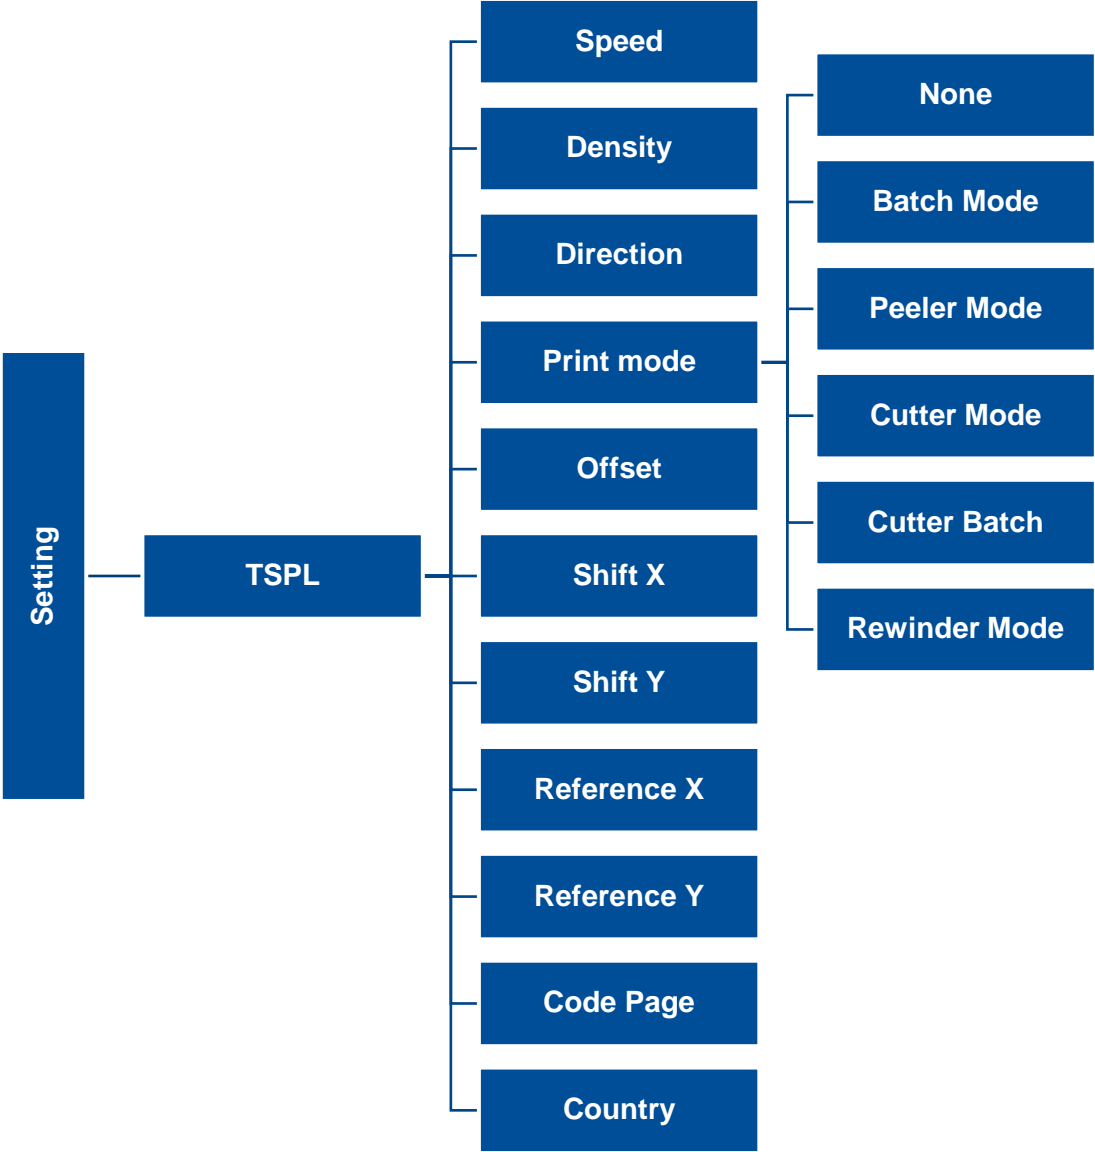 Setting
TSPL
Speed
Density
Direction
Print mode
Offset
Shift X
Shift Y
Reference X
Reference Y
Code Page
Country
None
Batch Mode
Peeler Mode
Cutter Mode
Cutter Batch
Rewinder Mode